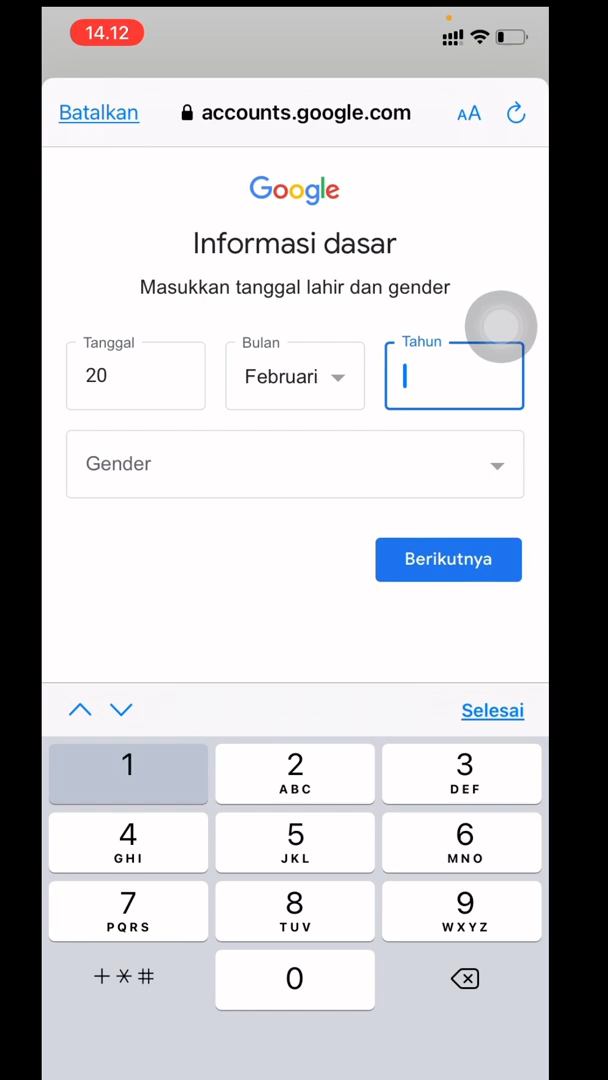 14.12
Batalkan accounts.google.com AA
Google
Informasi dasar
Masukkan tanggal lahir dan gender
Tanggal Bulan Tahun
20 Februari
Gender
Berikutnya
Selesai
1 2 3
ABC DEF
4 5 6
GHI JKL MNO
7 8 9
PQRS TUV WXYZ
+*# 0